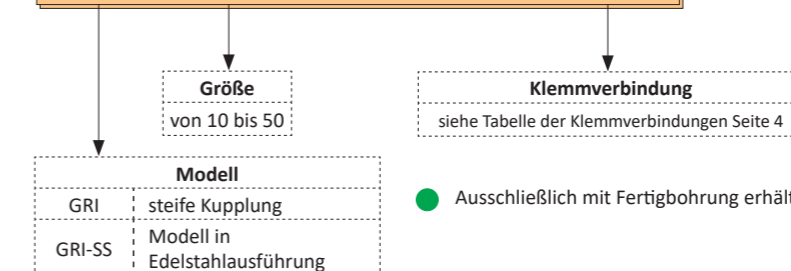 Größe
von 10 bis 50
Klemmverbindung
siehe Tabelle der Klemmverbindungen Seite 4
Modell
GRI steife Kupplung
GRI-SS Modell in
Edelstahlausführung
Ausschließlich mit Fertigbohrung